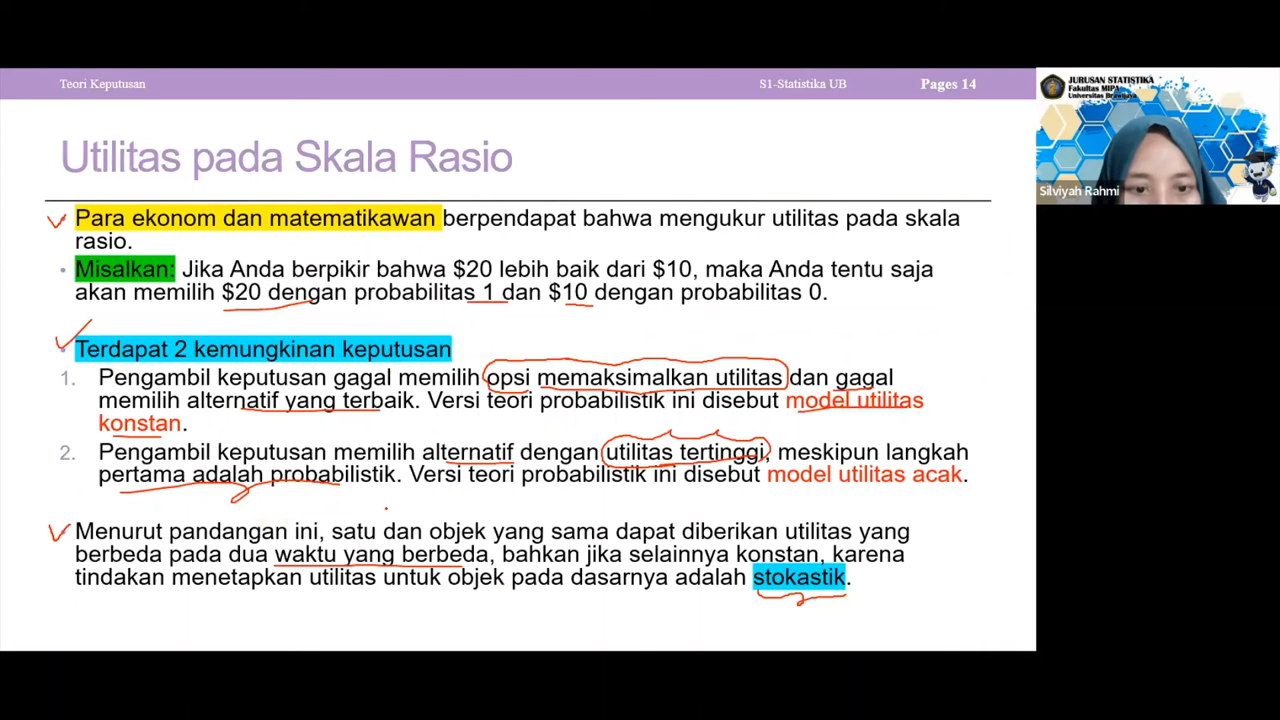 Teori Keputusan
S1-Statistika UB
Pages 14
JURUSAN STATISTIKA
Fakultas MIPA
Universitas Brawijaya
Silviyah Rahmi
Utilitas pada Skala Rasio
Para ekonom dan matematikawan berpendapat bahwa mengukur utilitas pada skala
rasio.
• Misalkan: Jika Anda berpikir bahwa $20 lebih baik dari $10, maka Anda tentu saja
akan memilih $20 dengan probabilitas 1 dan $10 dengan probabilitas 0.
• Terdapat 2 kemungkinan keputusan
1. Pengambil keputusan gagal memilih opsi memaksimalkan utilitas dan gagal
memilih alternatif yang terbaik. Versi teori probabilistik ini disebut model utilitas
konstan.
2. Pengambil keputusan memilih alternatif dengan utilitas tertinggi, meskipun langkah
pertama adalah probabilistik. Versi teori probabilistik ini disebut model utilitas acak.
Menurut pandangan ini, satu dan objek yang sama dapat diberikan utilitas yang
berbeda pada dua waktu yang berbeda, bahkan jika selainnya konstan, karena
tindakan menetapkan utilitas untuk objek pada dasarnya adalah stokastik.